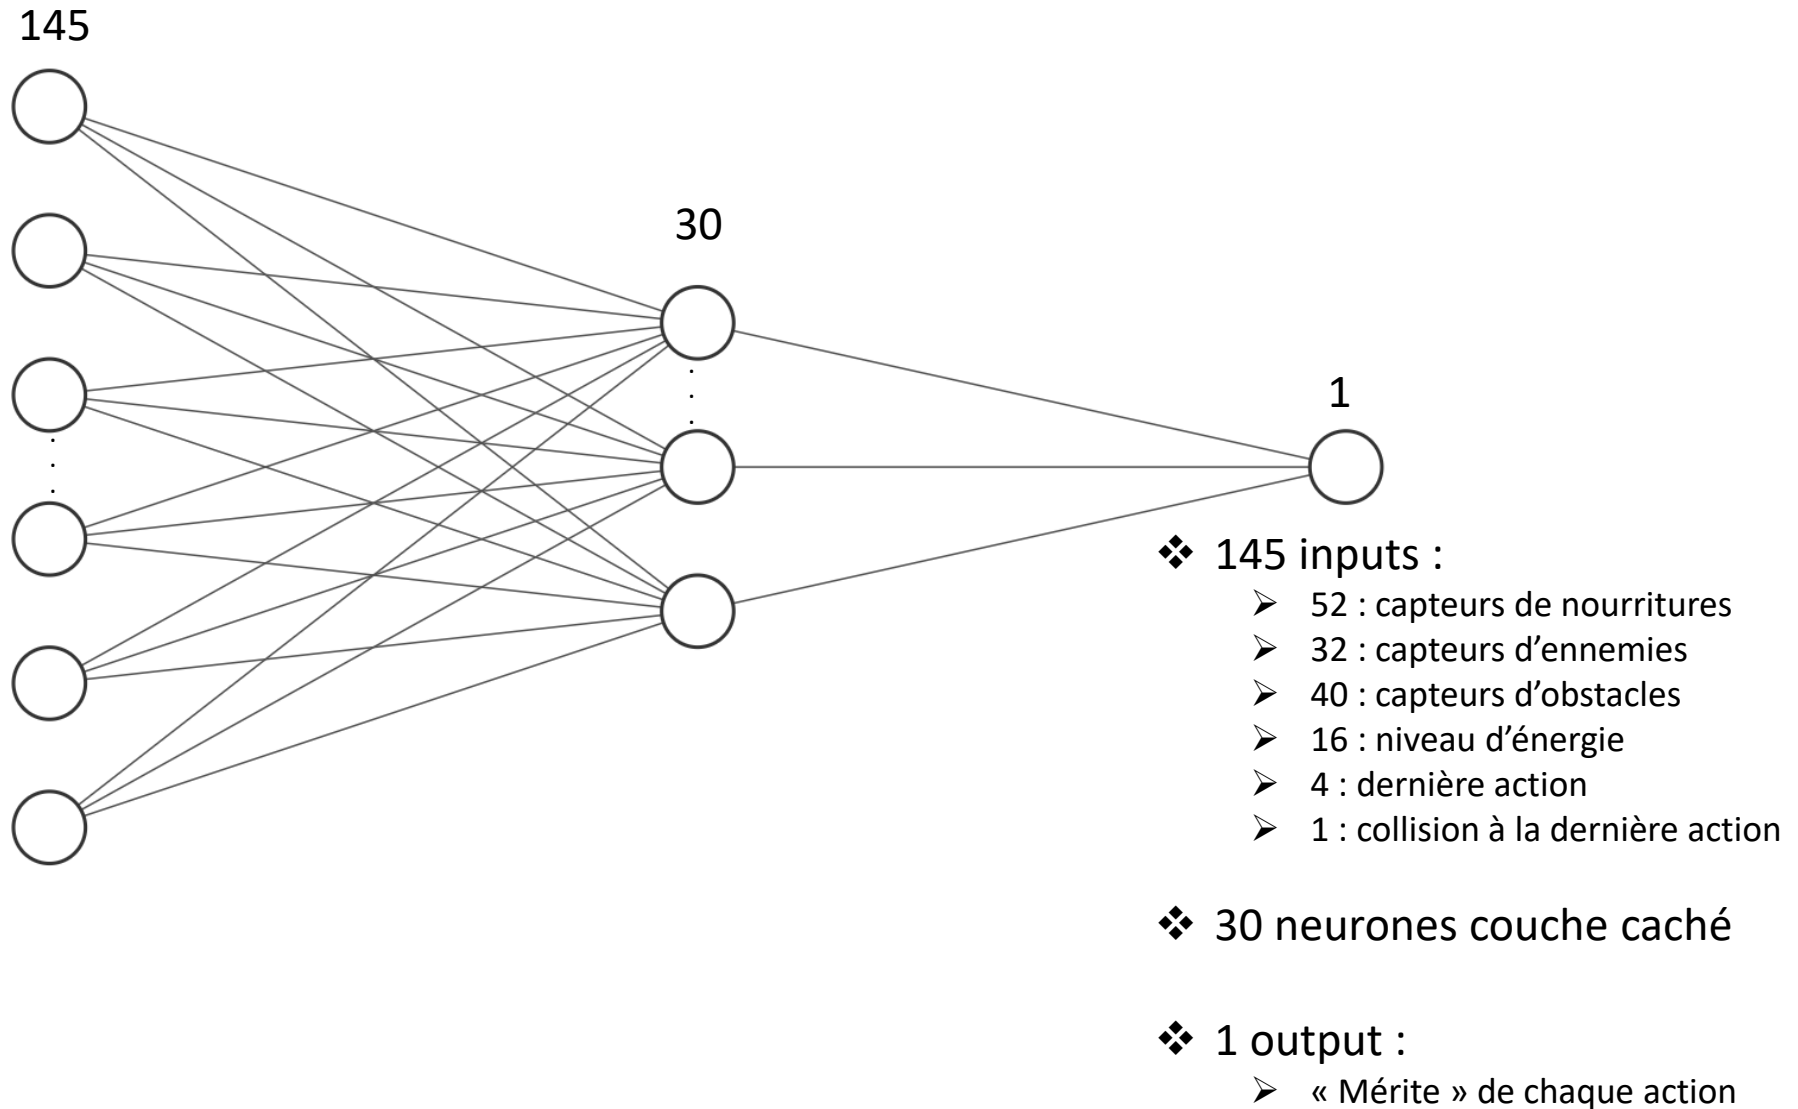 145
30
1
❖ 145 inputs :
➢ 52 : capteurs de nourritures
➢ 32 : capteurs d’ennemies
➢ 40 : capteurs d’obstacles
➢ 16 : niveau d’énergie
➢ 4 : dernière action
➢ 1 : collision à la dernière action
❖ 30 neurones couche caché
❖ 1 output :
➢ « Mérite » de chaque action